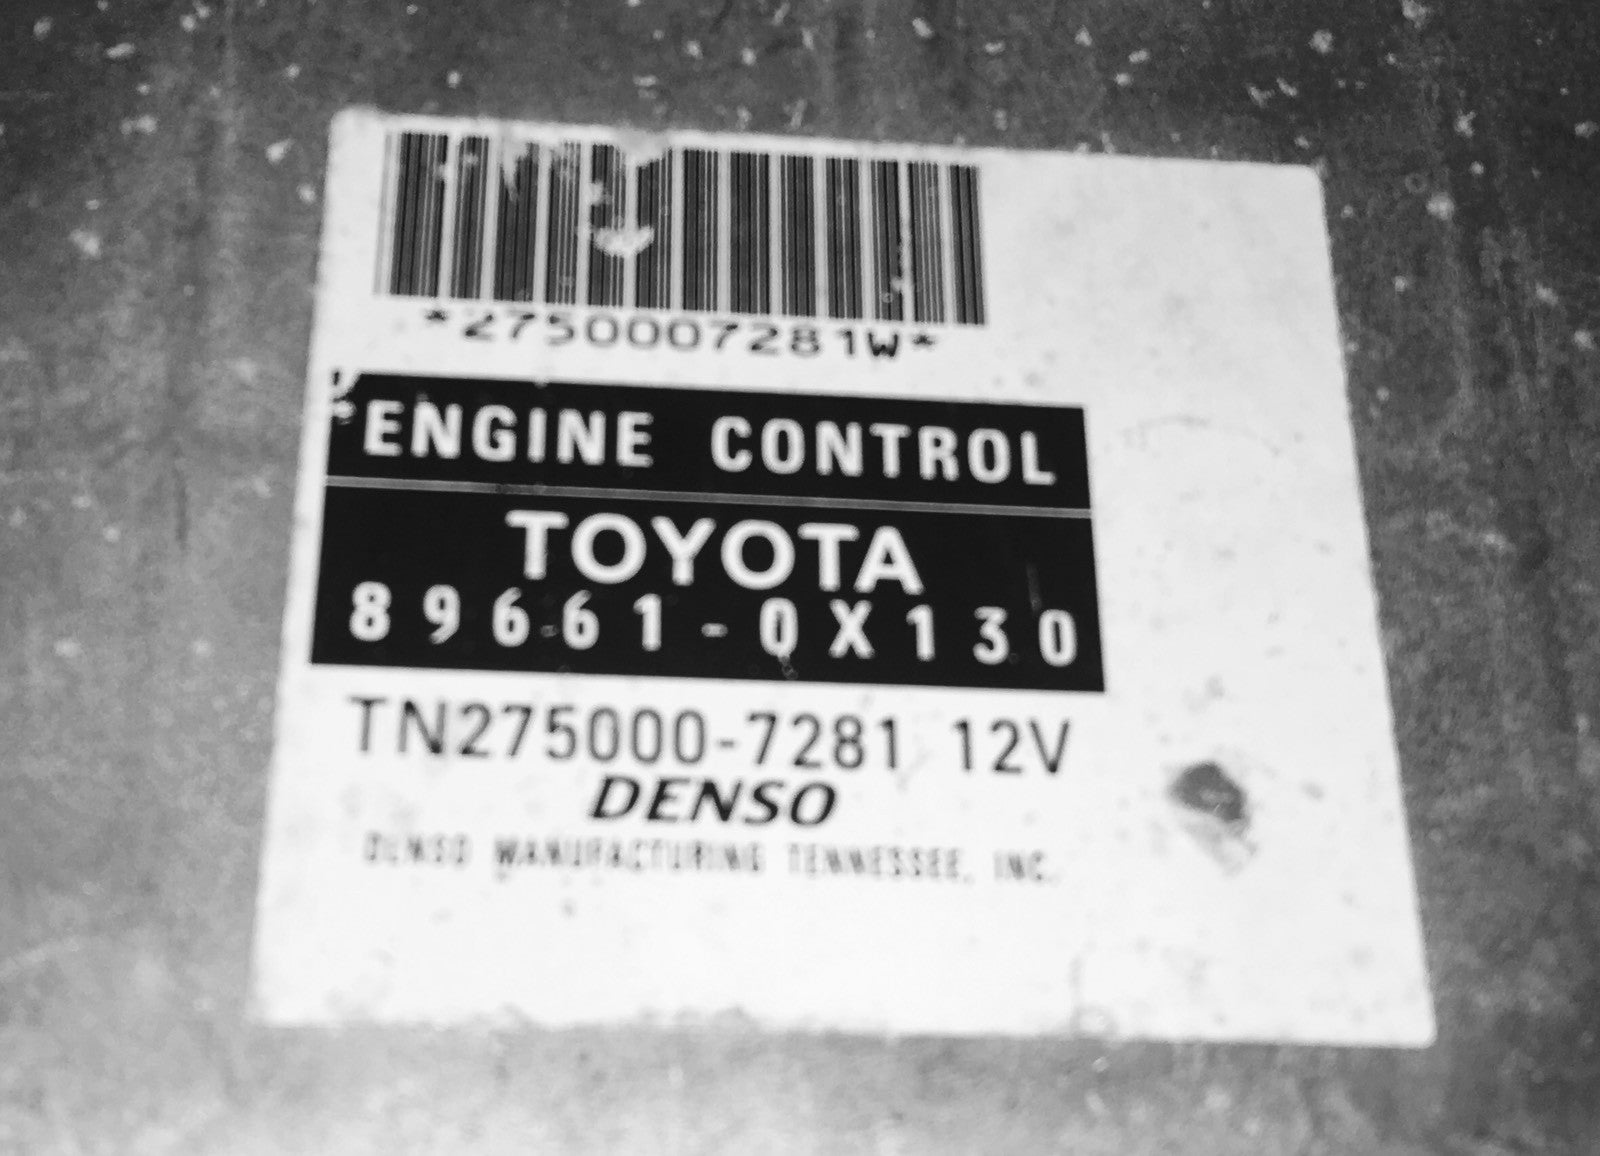 *2750007281W*
ENGINE CONTROL
TOYOTA
89661-0X130
TN275000-7281 12V
DENSO
DENSO MANUFACTURING TENNESSEE, INC.